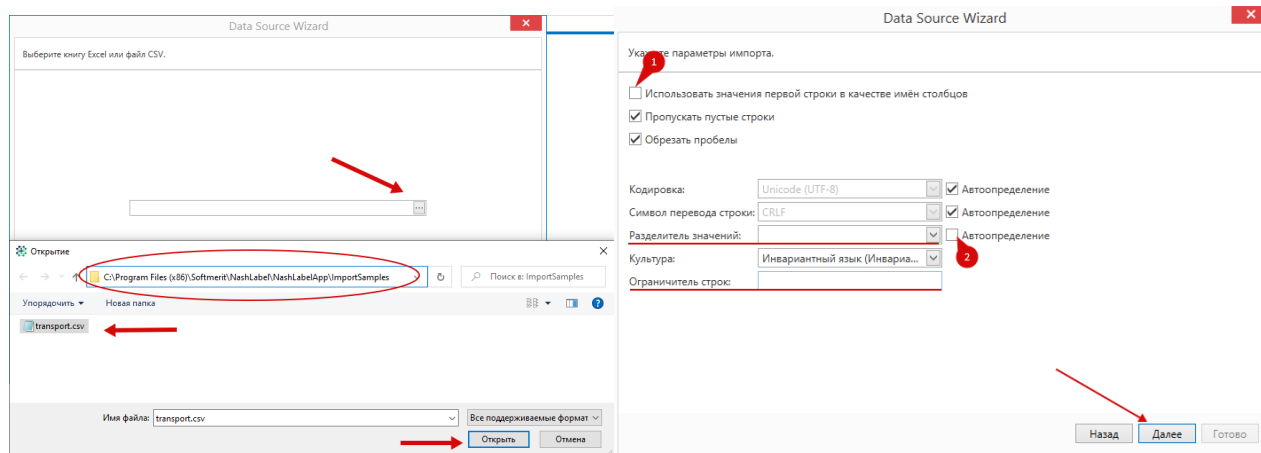 Data Source Wizard
Выберите книгу Excel или файл CSV.
...
Открытие
C:\Program Files (x86)\Softmerit\NashLabel\NashLabelApp\ImportSamples
Поиск в: ImportSamples
Упорядочить
Новая папка
transport.csv
Имя файла:
transport.csv
Все поддерживаемые формат
Открыть
Отмена
Data Source Wizard
параметры импорта.
1
Использовать значения первой строки в качестве имён столбцов
Пропускать пустые строки
Обрезать пробелы
Кодировка: Unicode (UTF-8) Автоопределение
Символ перевода строки: CRLF Автоопределение
Разделитель значений: Автоопределение
2
Культура: Инвариантный язык (Инвариа...
Ограничитель строк:
Назад
Далее
Готово